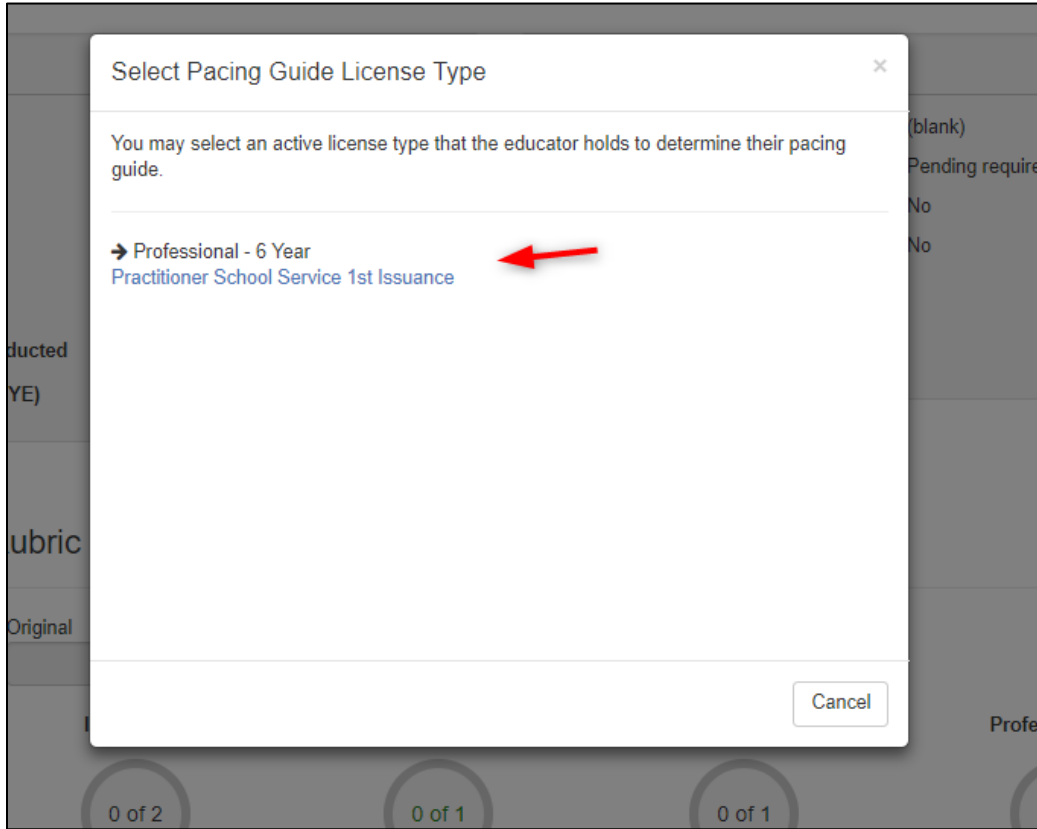 Select Pacing Guide License Type ×
You may select an active license type that the educator holds to determine their pacing
guide.
→ Professional - 6 Year
Practitioner School Service 1st Issuance
Cancel
(blank)
Pending require
No
No
ducted
YE)
ubric
Original
Profe
0 of 2
0 of 1
0 of 1